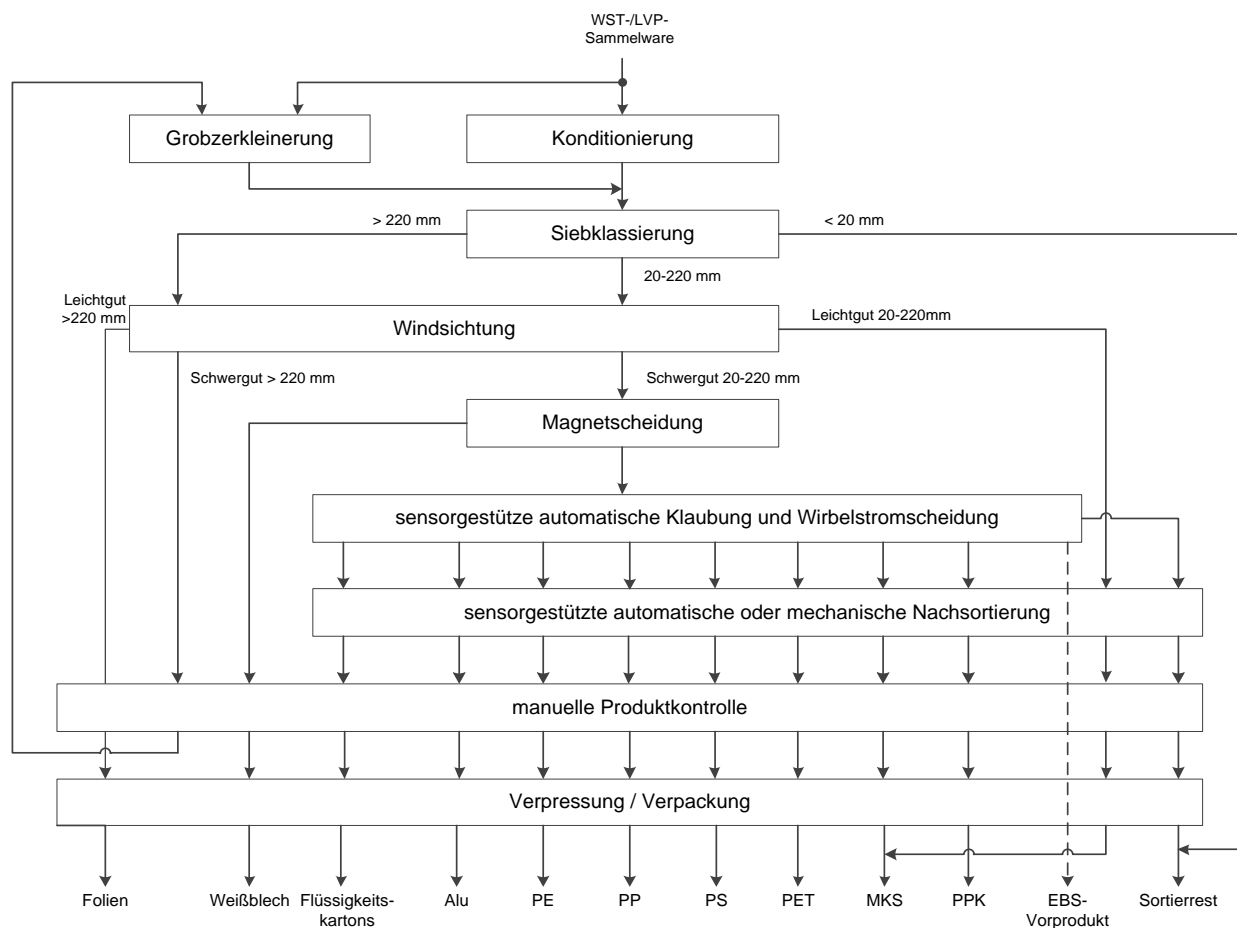 WST-/LVP-
Sammelware
Grobzerkleinerung
Konditionierung
> 220 mm
Siebklassierung
< 20 mm
20-220 mm
Leichtgut
>220 mm
Windsichtung
Leichtgut 20-220mm
Schwergut > 220 mm
Schwergut 20-220 mm
Magnetscheidung
sensorgestütze automatische Klaubung und Wirbelstromscheidung
sensorgestützte automatische oder mechanische Nachsortierung
manuelle Produktkontrolle
Verpressung / Verpackung
Folien
Weißblech
Flüssigkeits-
kartons
Alu
PE
PP
PS
PET
MKS
PPK
EBS-
Vorprodukt
Sortierrest